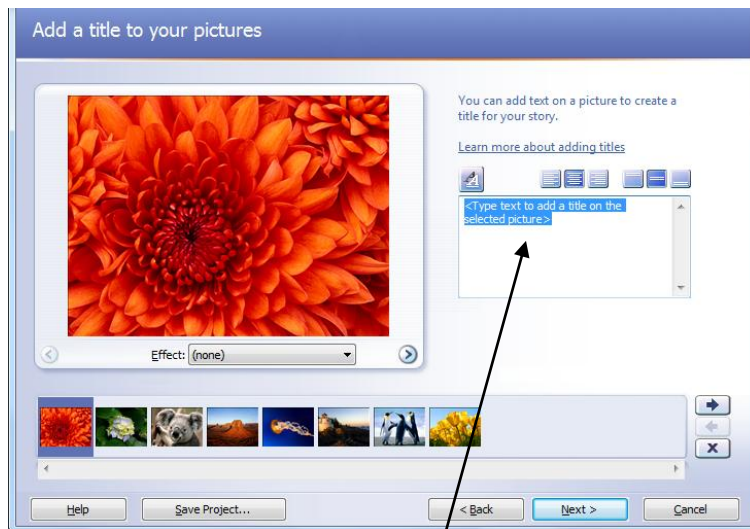 Add a title to your pictures
You can add text on a picture to create a
title for your story.
Learn more about adding titles
<Type text to add a title on the
selected picture>
Effect: (none)
Help
Save Project...
< Back
Next >
Cancel